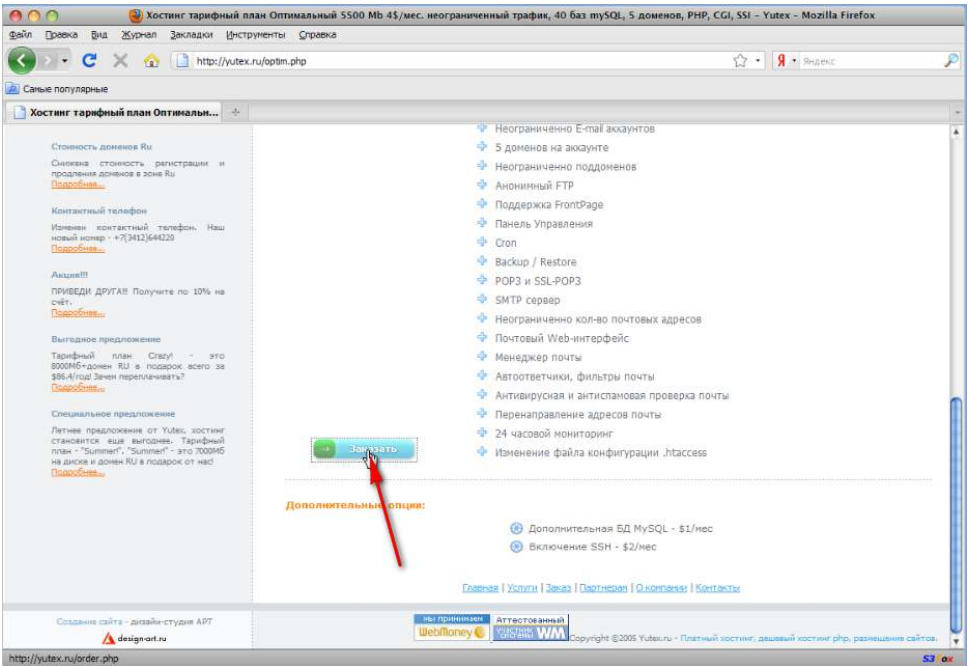 Хостинг тарифный план Оптимальный 5500 Mb 4$/мес. неограниченный трафик, 40 баз mySQL, 5 доменов, PHP, CGI, SSI – Yutex – Mozilla Firefox
Файл Правка Вид Журнал Закладки Инструменты Справка
http://yutex.ru/optim.php
Яндекс
Самые популярные
Хостинг тарифный план Оптимальн...
Стоимость доменов Ru
Снижена стоимость регистрации и
продления доменов в зоне Ru
Подробнее...
Контактный телефон
Изменен контактный телефон. Наш
новый номер - +7(3412)644220
Подробнее...
Акция!!!
ПРИВЕДИ ДРУГА!!! Получите по 10% на
счёт.
Подробнее...
Выгодное предложение
Тарифный план Crazy! - это
8000Мб+домен RU в подарок всего за
$86.4/год! Зачем переплачивать?
Подробнее...
Специальное предложение
Летнее предложение от Yutex, хостинг
становится еще выгоднее. Тарифный
план - "Summer!", "Summer!" - это 7000Мб
на диске и домен RU в подарок от нас!
Подробнее...
Неограниченно E-mail аккаунтов
5 доменов на аккаунте
Неограниченно поддоменов
Анонимный FTP
Поддержка FrontPage
Панель Управления
Cron
Backup / Restore
POP3 и SSL-POP3
SMTP сервер
Неограниченно кол-во почтовых адресов
Почтовый Web-интерфейс
Менеджер почты
Автоответчики, фильтры почты
Антивирусная и антиспамовая проверка почты
Перенаправление адресов почты
24 часовой мониторинг
Изменение файла конфигурации .htaccess
Заказать
Дополнительные опции:
Дополнительная БД MySQL - $1/мес
Включение SSH - $2/мес
Главная | Услуги | Заказ | Партнерам | О компании | Контакты
Создание сайта - дизайн-студия АРТ
design-art.ru
мы принимаем
WebMoney
Аттестованный
участник системы WM
Copyright ©2005 Yutex.ru - Платный хостинг, дешевый хостинг php, размещение сайтов.
http://yutex.ru/order.php